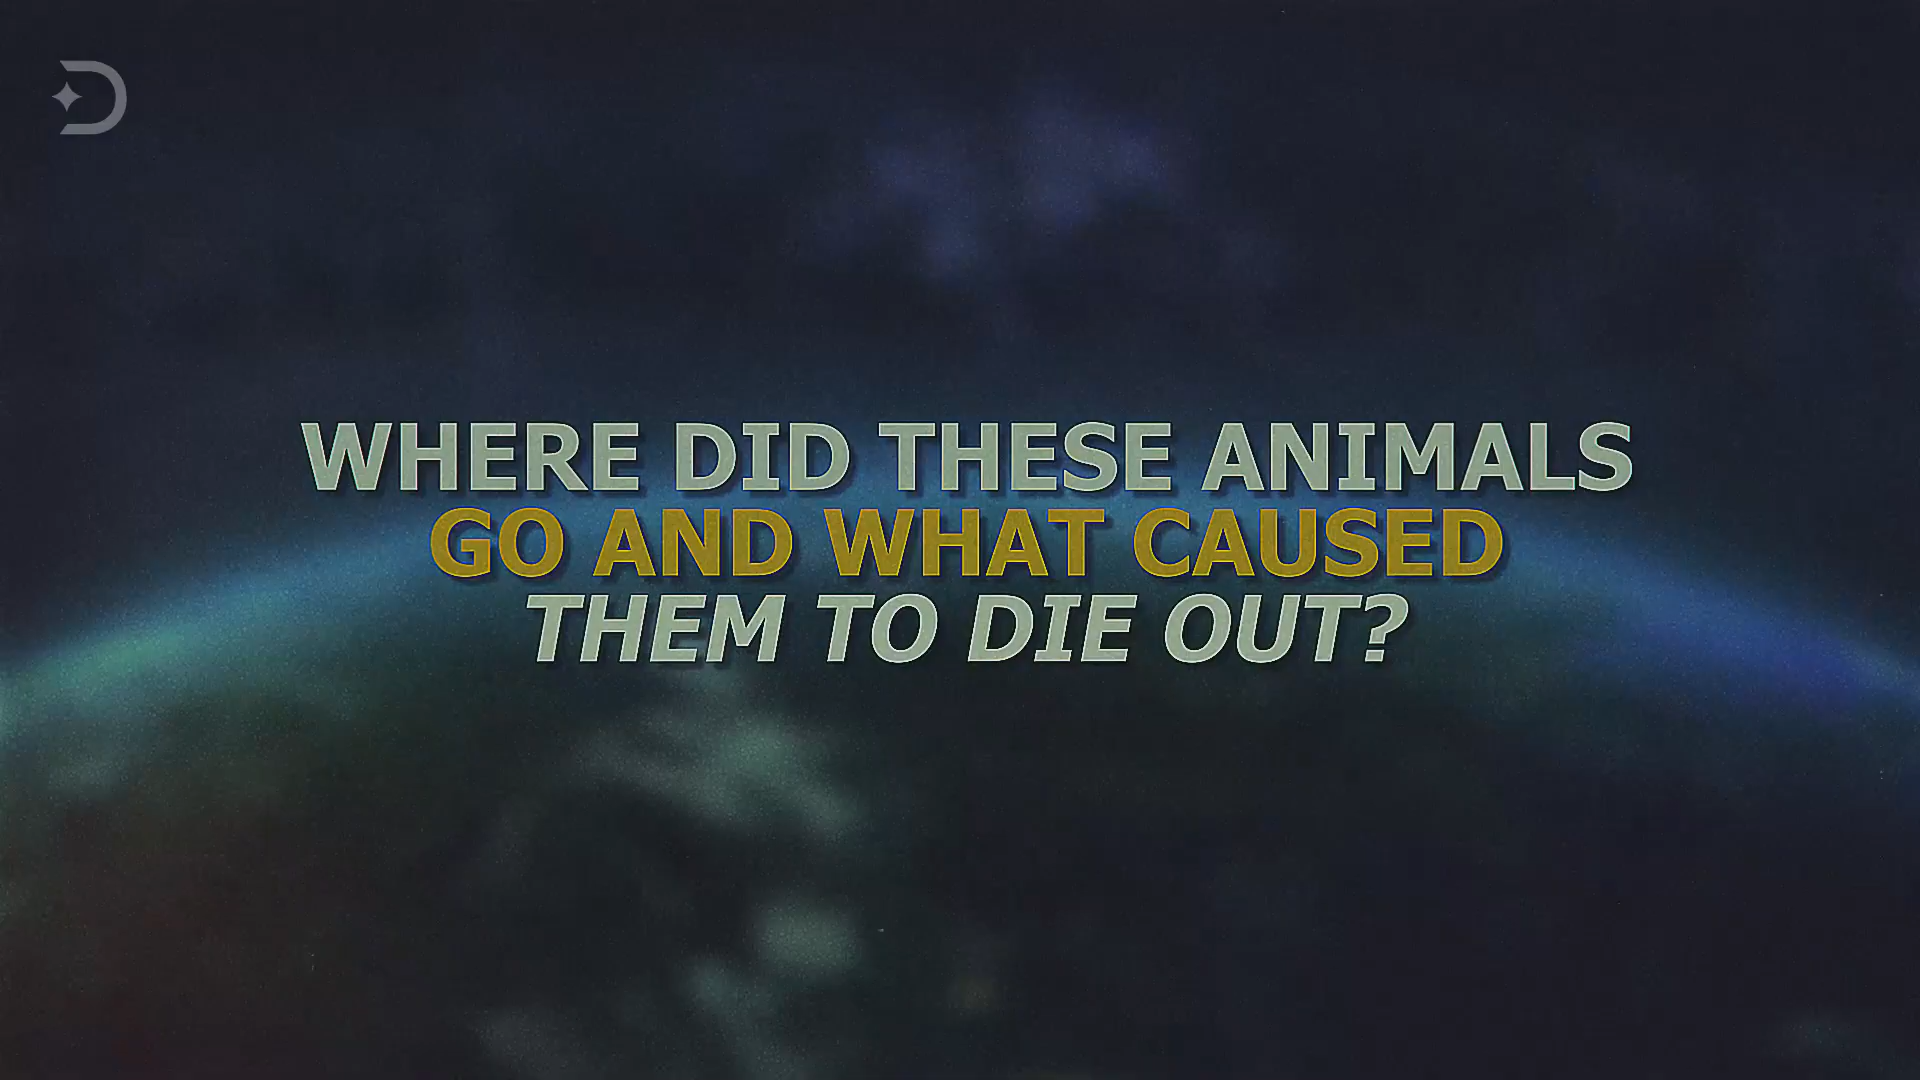 WHERE DID THESE ANIMALS
GO AND WHAT CAUSED
THEM TO DIE OUT?